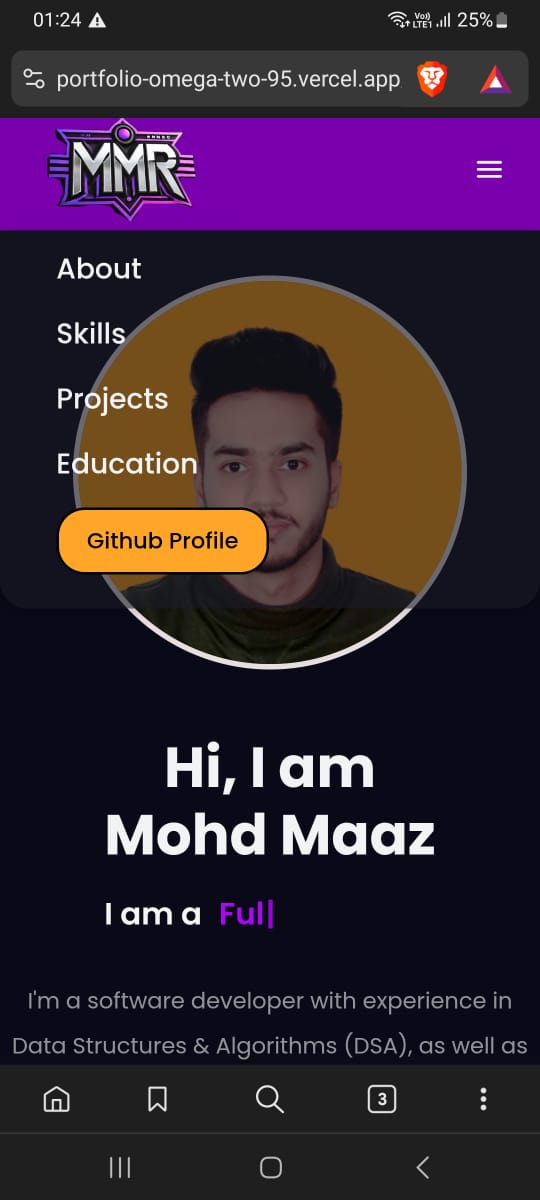 01:24
Vo)) LTE1 25%
portfolio-omega-two-95.vercel.app
MMR
About
Skills
Projects
Education
Github Profile
Hi, I am
Mohd Maaz
I am a Ful|
I'm a software developer with experience in
Data Structures & Algorithms (DSA), as well as
3